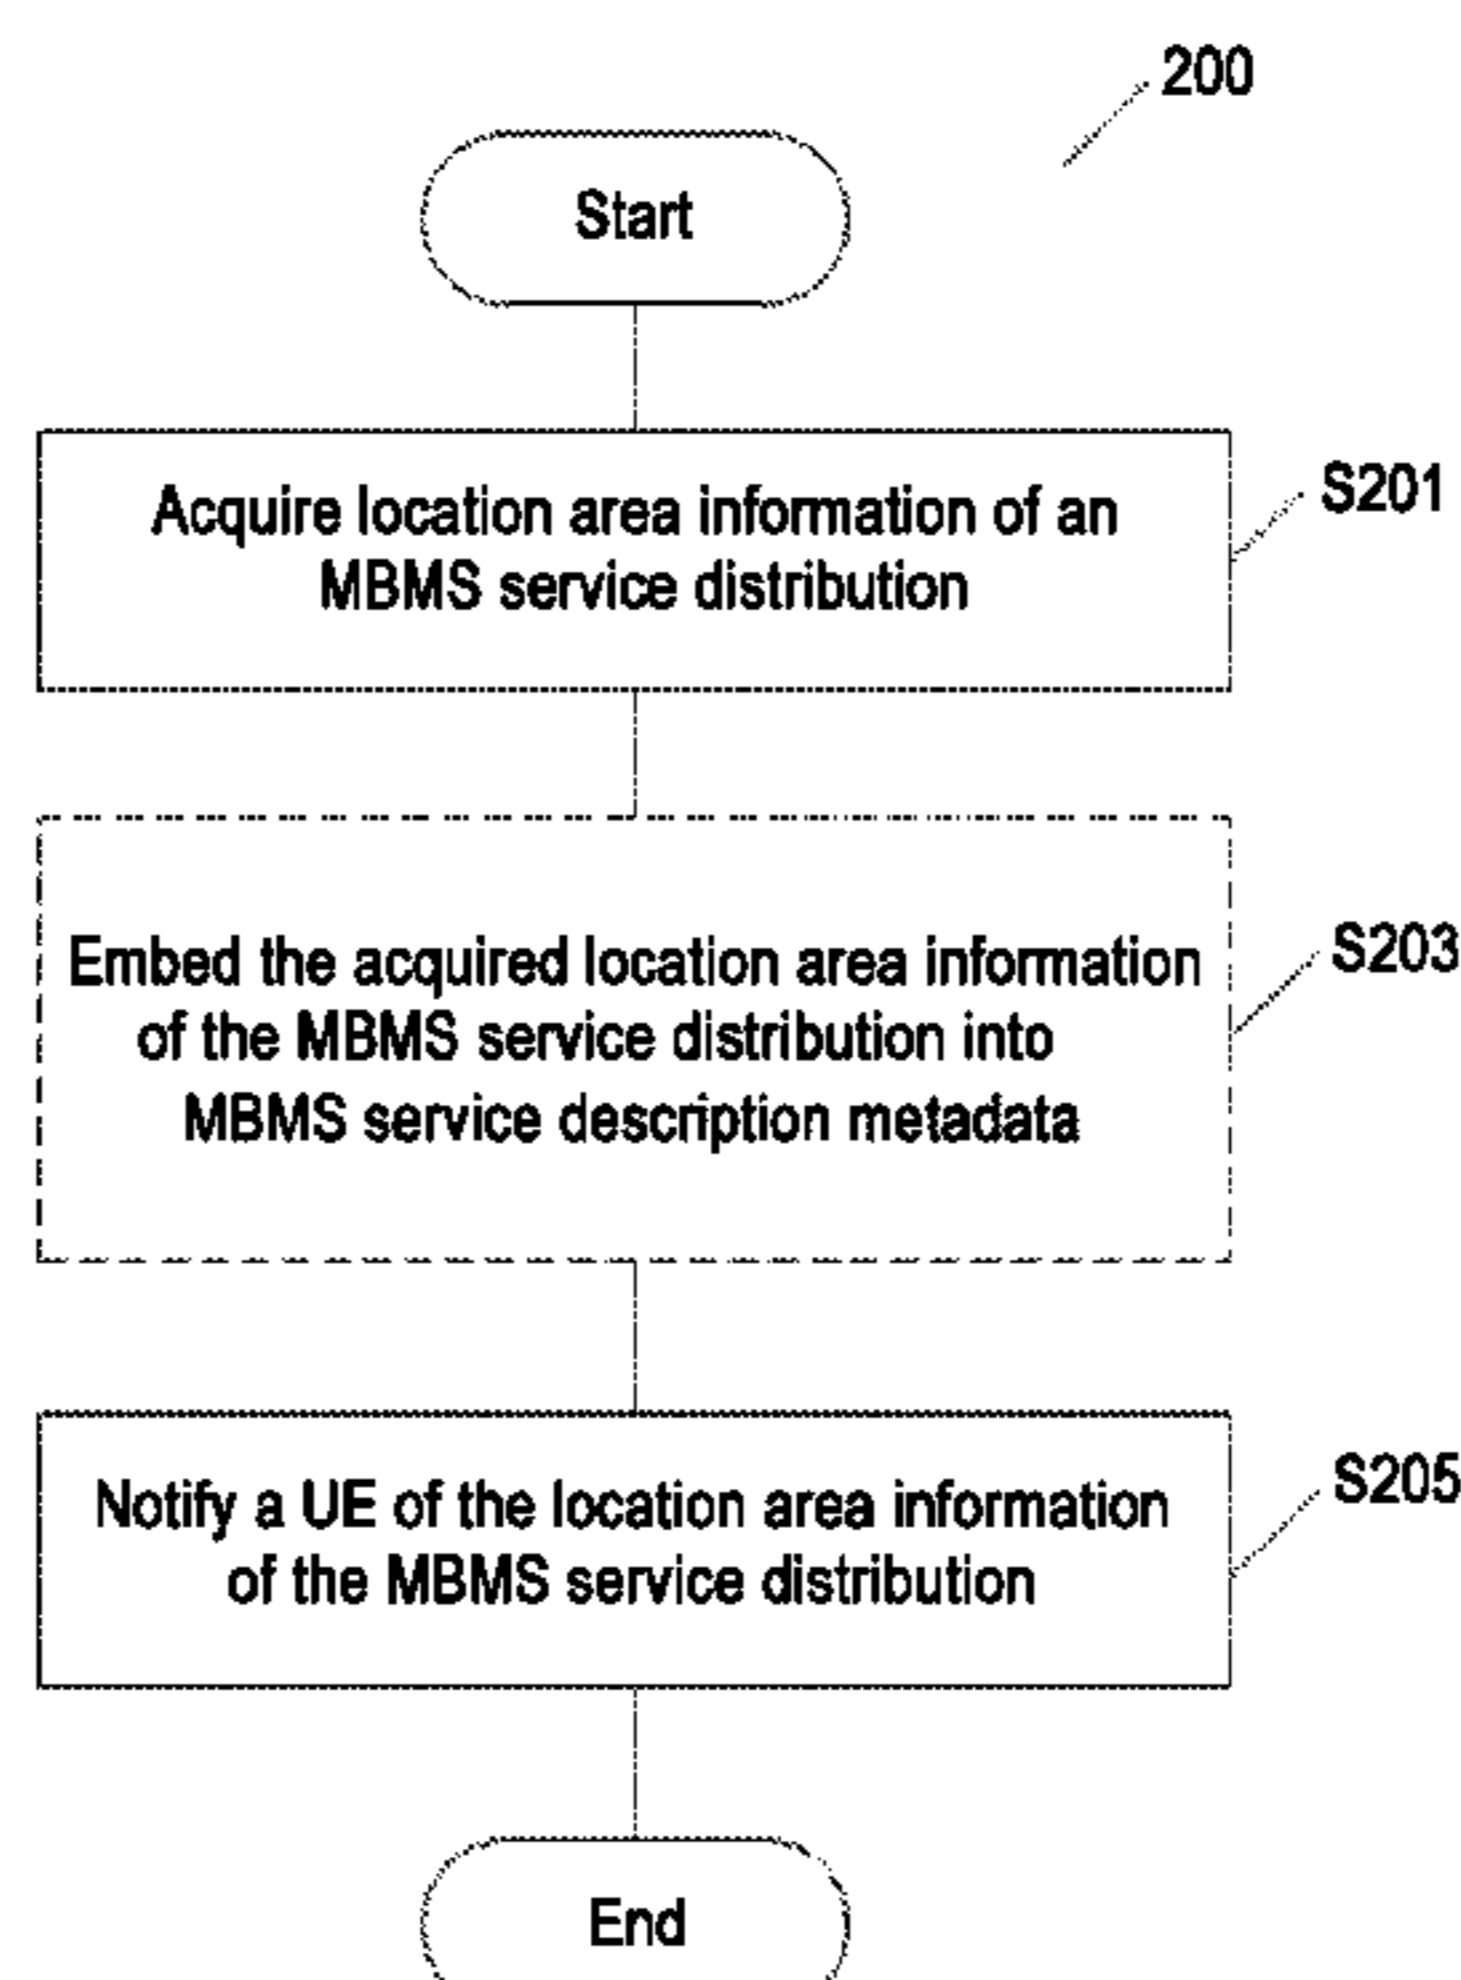 200
Start
Acquire location area information of an
MBMS service distribution
S201
Embed the acquired location area information
of the MBMS service distribution into
MBMS service description metadata
S203
Notify a UE of the location area information
of the MBMS service distribution
S205
End